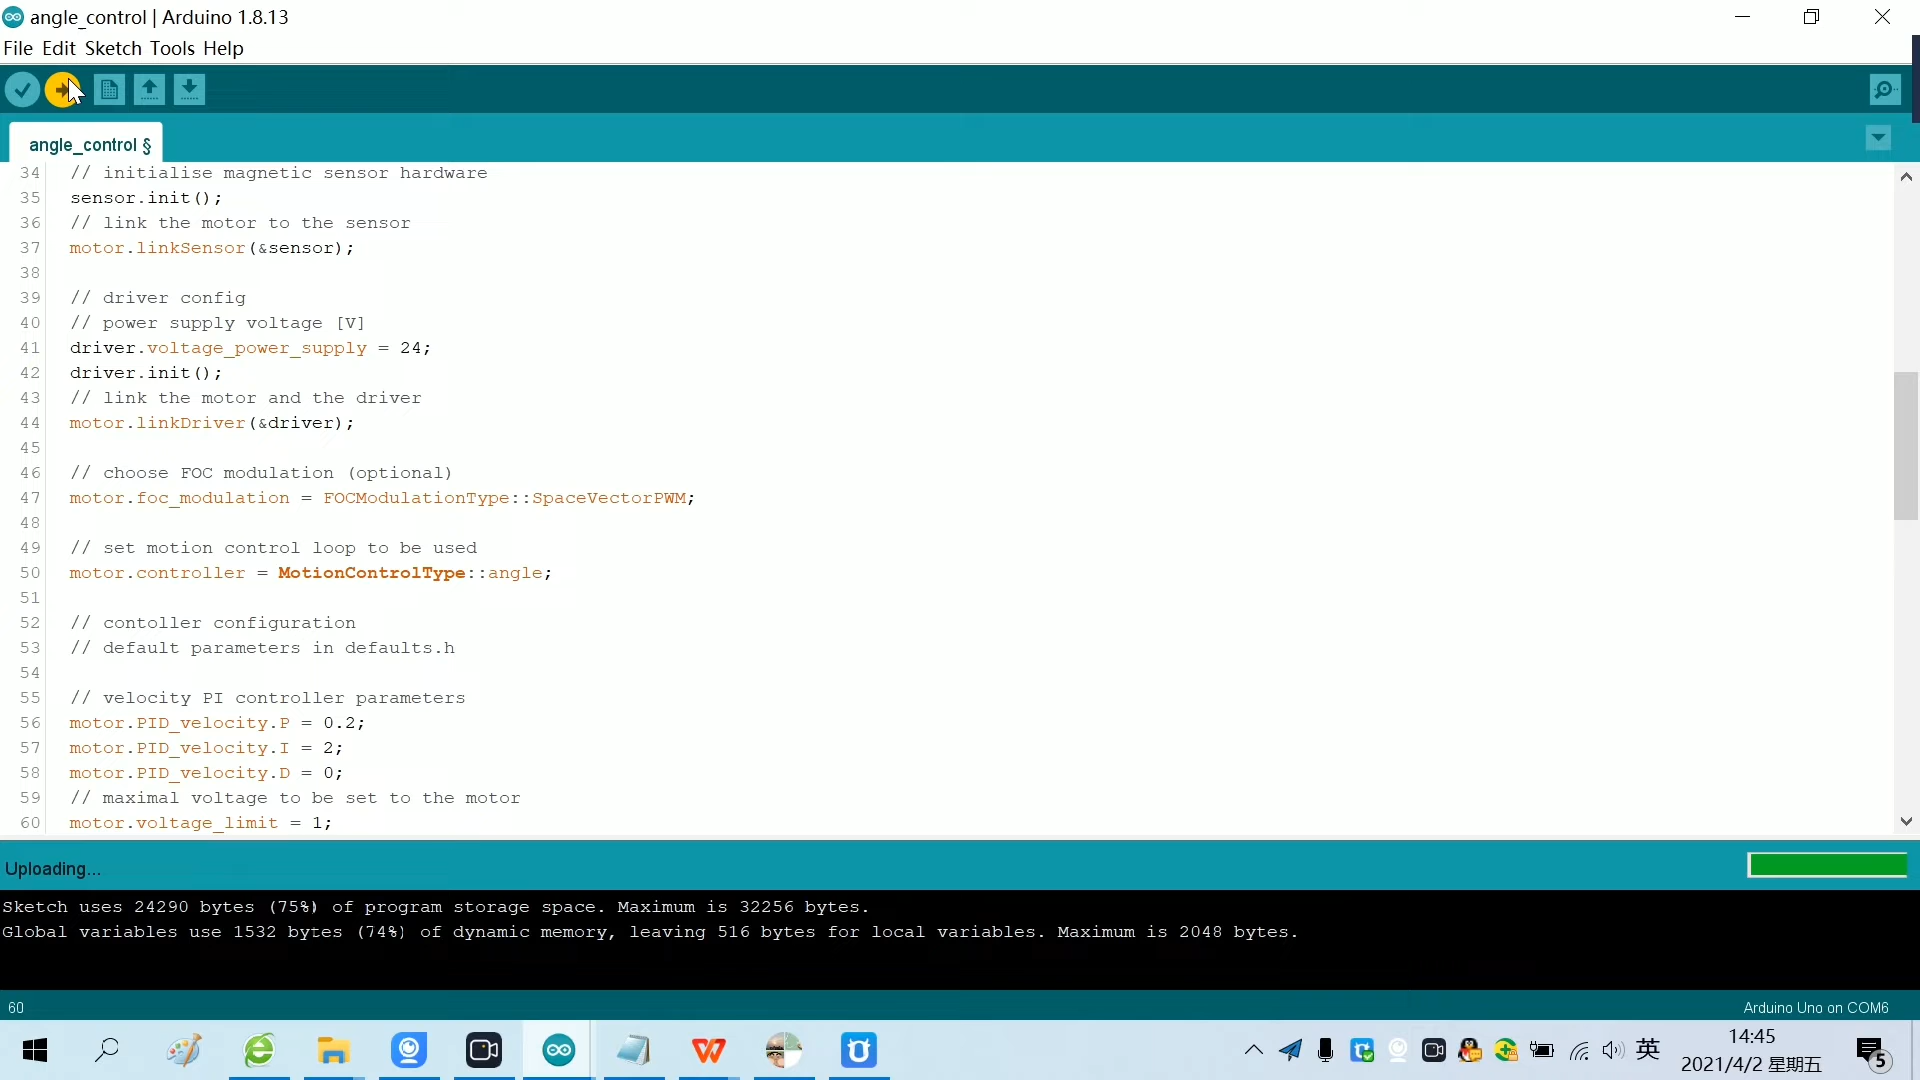 angle_control | Arduino 1.8.13
File Edit Sketch Tools Help
angle_control §
34 // initialise magnetic sensor hardware
35 sensor.init();
36 // link the motor to the sensor
37 motor.linkSensor(&sensor);
38
39 // driver config
40 // power supply voltage [V]
41 driver.voltage_power_supply = 24;
42 driver.init();
43 // link the motor and the driver
44 motor.linkDriver(&driver);
45
46 // choose FOC modulation (optional)
47 motor.foc_modulation = FOCModulationType::SpaceVectorPWM;
48
49 // set motion control loop to be used
50 motor.controller = MotionControlType::angle;
51
52 // contoller configuration
53 // default parameters in defaults.h
54
55 // velocity PI controller parameters
56 motor.PID_velocity.P = 0.2;
57 motor.PID_velocity.I = 2;
58 motor.PID_velocity.D = 0;
59 // maximal voltage to be set to the motor
60 motor.voltage_limit = 1;
Uploading...
Sketch uses 24290 bytes (75%) of program storage space. Maximum is 32256 bytes.
Global variables use 1532 bytes (74%) of dynamic memory, leaving 516 bytes for local variables. Maximum is 2048 bytes.
60
Arduino Uno on COM6
英
14:45
2021/4/2 星期五
5